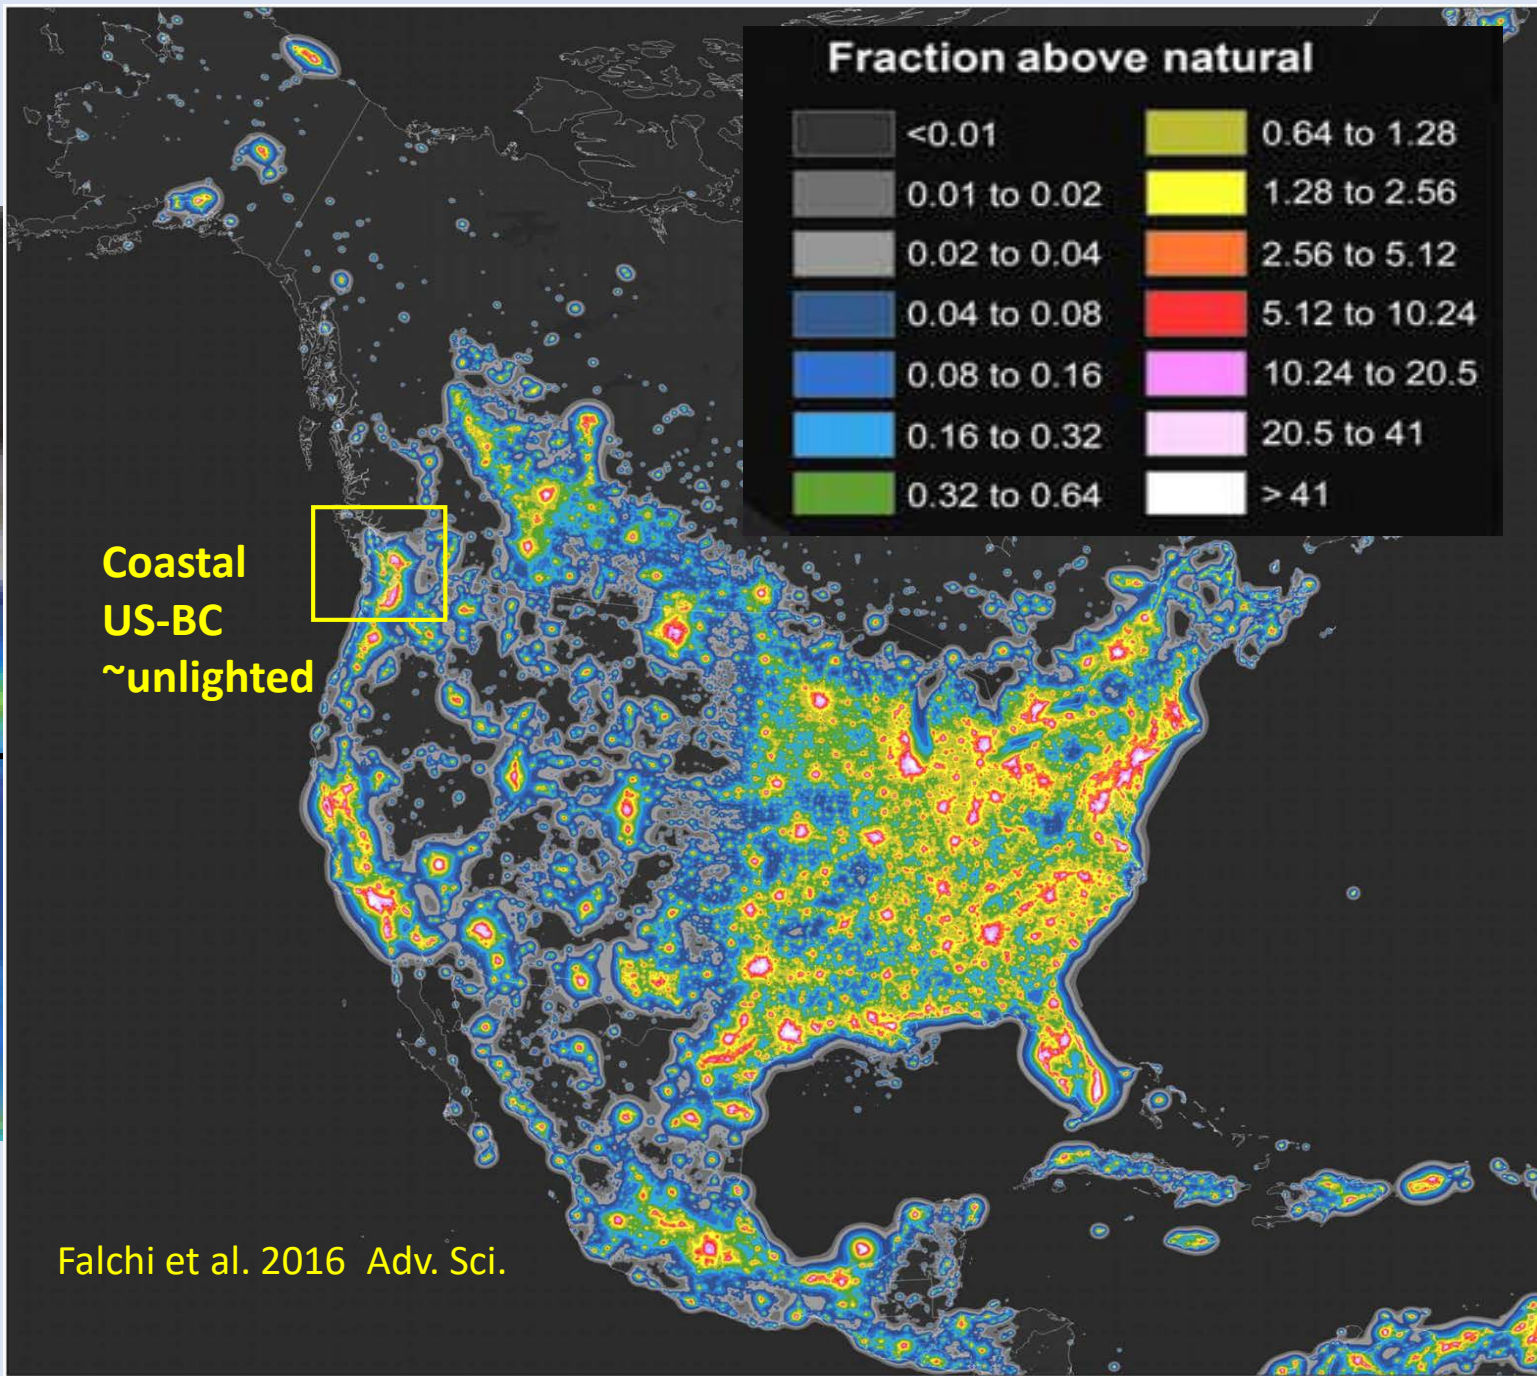 Fraction above natural
<0.01
0.01 to 0.02
0.02 to 0.04
0.04 to 0.08
0.08 to 0.16
0.16 to 0.32
0.32 to 0.64
0.64 to 1.28
1.28 to 2.56
2.56 to 5.12
5.12 to 10.24
10.24 to 20.5
20.5 to 41
> 41
Coastal
US-BC
~unlighted
Falchi et al. 2016 Adv. Sci.